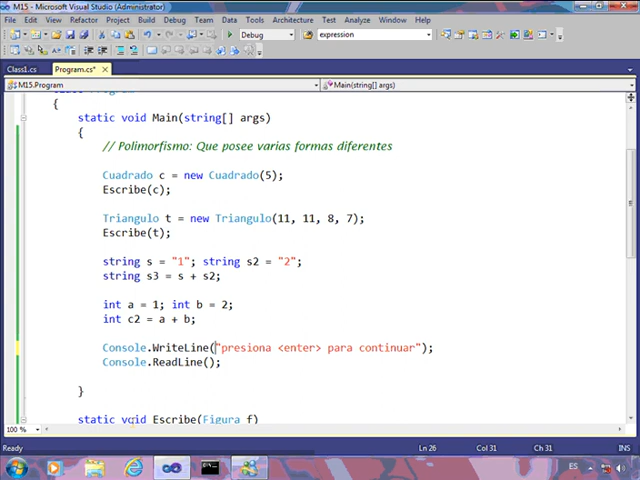 M15 - Microsoft Visual Studio (Administrator)
File Edit View Refactor Project Build Debug Team Data Tools Architecture Test Analyze Window Help
Debug expression
Class1.cs Program.cs*
M15.Program Main(string[] args)
{
static void Main(string[] args)
{
// Polimorfismo: Que posee varias formas diferentes
Cuadrado c = new Cuadrado(5);
Escribe(c);
Triangulo t = new Triangulo(11, 11, 8, 7);
Escribe(t);
string s = "1"; string s2 = "2";
string s3 = s + s2;
int a = 1; int b = 2;
int c2 = a + b;
Console.WriteLine("presiona <enter> para continuar");
Console.ReadLine();
}
static void Escribe(Figura f)
100 %
Ready Ln 26 Col 31 Ch 31 INS
ES